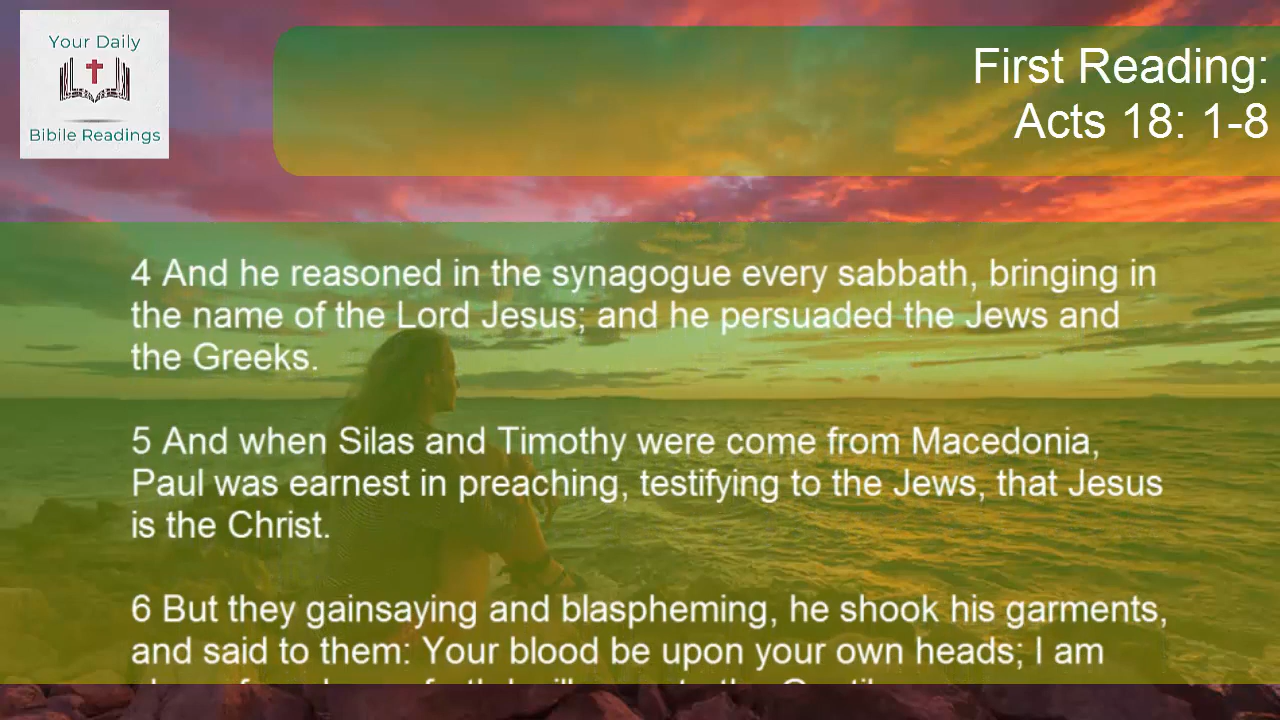 Your Daily
Bibile Readings
First Reading:
Acts 18: 1-8
4 And he reasoned in the synagogue every sabbath, bringing in
the name of the Lord Jesus; and he persuaded the Jews and
the Greeks.
5 And when Silas and Timothy were come from Macedonia,
Paul was earnest in preaching, testifying to the Jews, that Jesus
is the Christ.
6 But they gainsaying and blaspheming, he shook his garments,
and said to them: Your blood be upon your own heads; I am